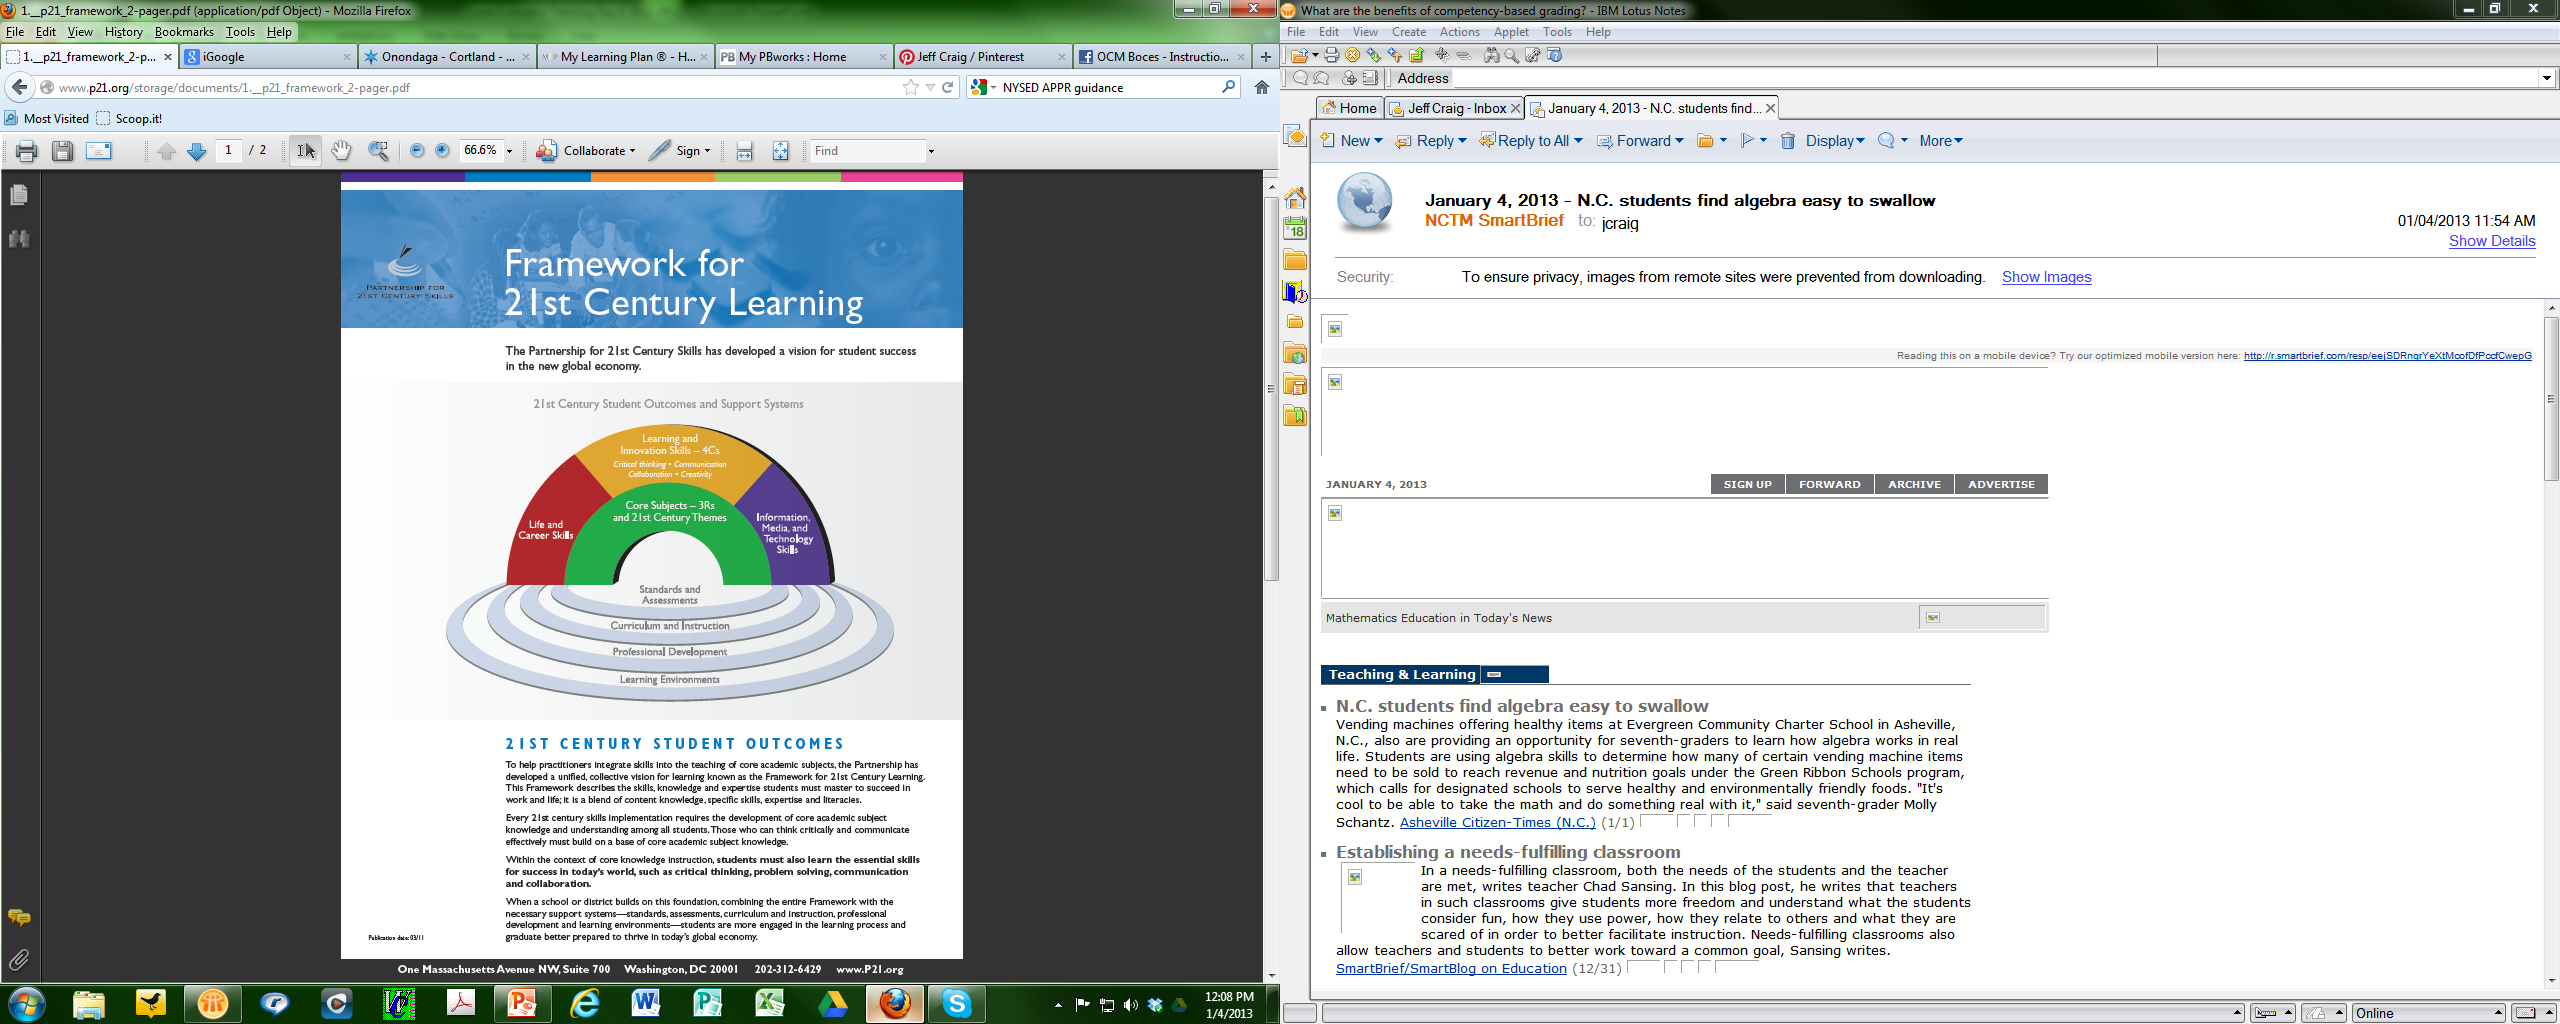 1.__p21_framework_2-pager.pdf (application/pdf Object) - Mozilla Firefox
File Edit View History Bookmarks Tools Help
1.__p21_framework_2-p...
iGoogle
Onondaga - Cortland - ...
My Learning Plan ® - H...
PB My PBworks : Home
Jeff Craig / Pinterest
OCM Boces - Instructio...
www.p21.org/storage/documents/1.__p21_framework_2-pager.pdf
NYSED APPR guidance
Most Visited Scoop.it!
1 / 2 66.6% Collaborate Sign Find
PARTNERSHIP FOR
21ST CENTURY SKILLS
Framework for
21st Century Learning
The Partnership for 21st Century Skills has developed a vision for student success
in the new global economy.
21st Century Student Outcomes and Support Systems
Learning and
Innovation Skills – 4Cs
Critical thinking • Communication
Collaboration • Creativity
Core Subjects – 3Rs
and 21st Century Themes
Life and
Career Skills
Information,
Media, and
Technology
Skills
Standards and
Assessments
Curriculum and Instruction
Professional Development
Learning Environments
21ST CENTURY STUDENT OUTCOMES
To help practitioners integrate skills into the teaching of core academic subjects, the Partnership has
developed a unified, collective vision for learning known as the Framework for 21st Century Learning.
This Framework describes the skills, knowledge and expertise students must master to succeed in
work and life; it is a blend of content knowledge, specific skills, expertise and literacies.
Every 21st century skills implementation requires the development of core academic subject
knowledge and understanding among all students. Those who can think critically and communicate
effectively must build on a base of core academic subject knowledge.
Within the context of core knowledge instruction, students must also learn the essential skills
for success in today's world, such as critical thinking, problem solving, communication
and collaboration.
When a school or district builds on this foundation, combining the entire Framework with the
necessary support systems—standards, assessments, curriculum and instruction, professional
development and learning environments—students are more engaged in the learning process and
graduate better prepared to thrive in today's global economy.
Publication date: 03/11
One Massachusetts Avenue NW, Suite 700 Washington, DC 20001 202-312-6429 www.P21.org
12:08 PM
1/4/2013
What are the benefits of competency-based grading? - IBM Lotus Notes
File Edit View Create Actions Applet Tools Help
Address
Home
Jeff Craig - Inbox
January 4, 2013 - N.C. students find...
New Reply Reply to All Forward Display More
January 4, 2013 - N.C. students find algebra easy to swallow
NCTM SmartBrief to: jcraig
01/04/2013 11:54 AM
Show Details
Security: To ensure privacy, images from remote sites were prevented from downloading. Show Images
Reading this on a mobile device? Try our optimized mobile version here:
JANUARY 4, 2013
SIGN UP FORWARD ARCHIVE ADVERTISE
Mathematics Education in Today's News
Teaching & Learning
N.C. students find algebra easy to swallow
Vending machines offering healthy items at Evergreen Community Charter School in Asheville,
N.C., also are providing an opportunity for seventh-graders to learn how algebra works in real
life. Students are using algebra skills to determine how many of certain vending machine items
need to be sold to reach revenue and nutrition goals under the Green Ribbon Schools program,
which calls for designated schools to serve healthy and environmentally friendly foods. "It's
cool to be able to take the math and do something real with it," said seventh-grader Molly
Schantz. Asheville Citizen-Times (N.C.) (1/1)
Establishing a needs-fulfilling classroom
In a needs-fulfilling classroom, both the needs of the students and the teacher
are met, writes teacher Chad Sansing. In this blog post, he writes that teachers
in such classrooms give students more freedom and understand what the students
consider fun, how they use power, how they relate to others and what they are
scared of in order to better facilitate instruction. Needs-fulfilling classrooms also
allow teachers and students to better work toward a common goal, Sansing writes.
SmartBrief/SmartBlog on Education (12/31)
Online